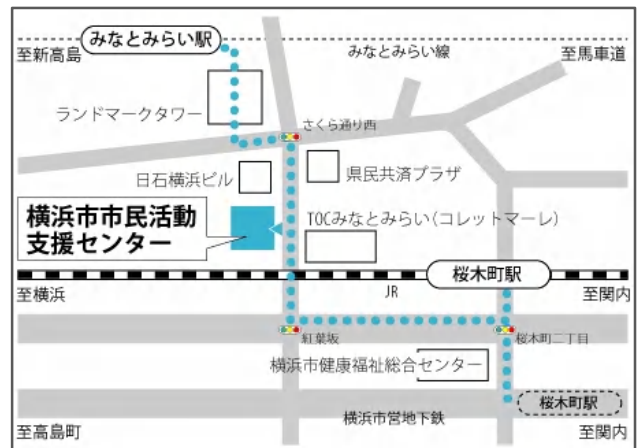 みなとみらい駅
至新高島
みなとみらい線
至馬車道
ランドマークタワー
さくら通り西
日石横浜ビル
県民共済プラザ
横浜市市民活動
支援センター
TOCみなとみらい(コレットマーレ)
桜木町駅
至横浜
JR
至関内
紅葉坂
桜木町二丁目
横浜市健康福祉総合センター
桜木町駅
横浜市営地下鉄
至高島町
至関内